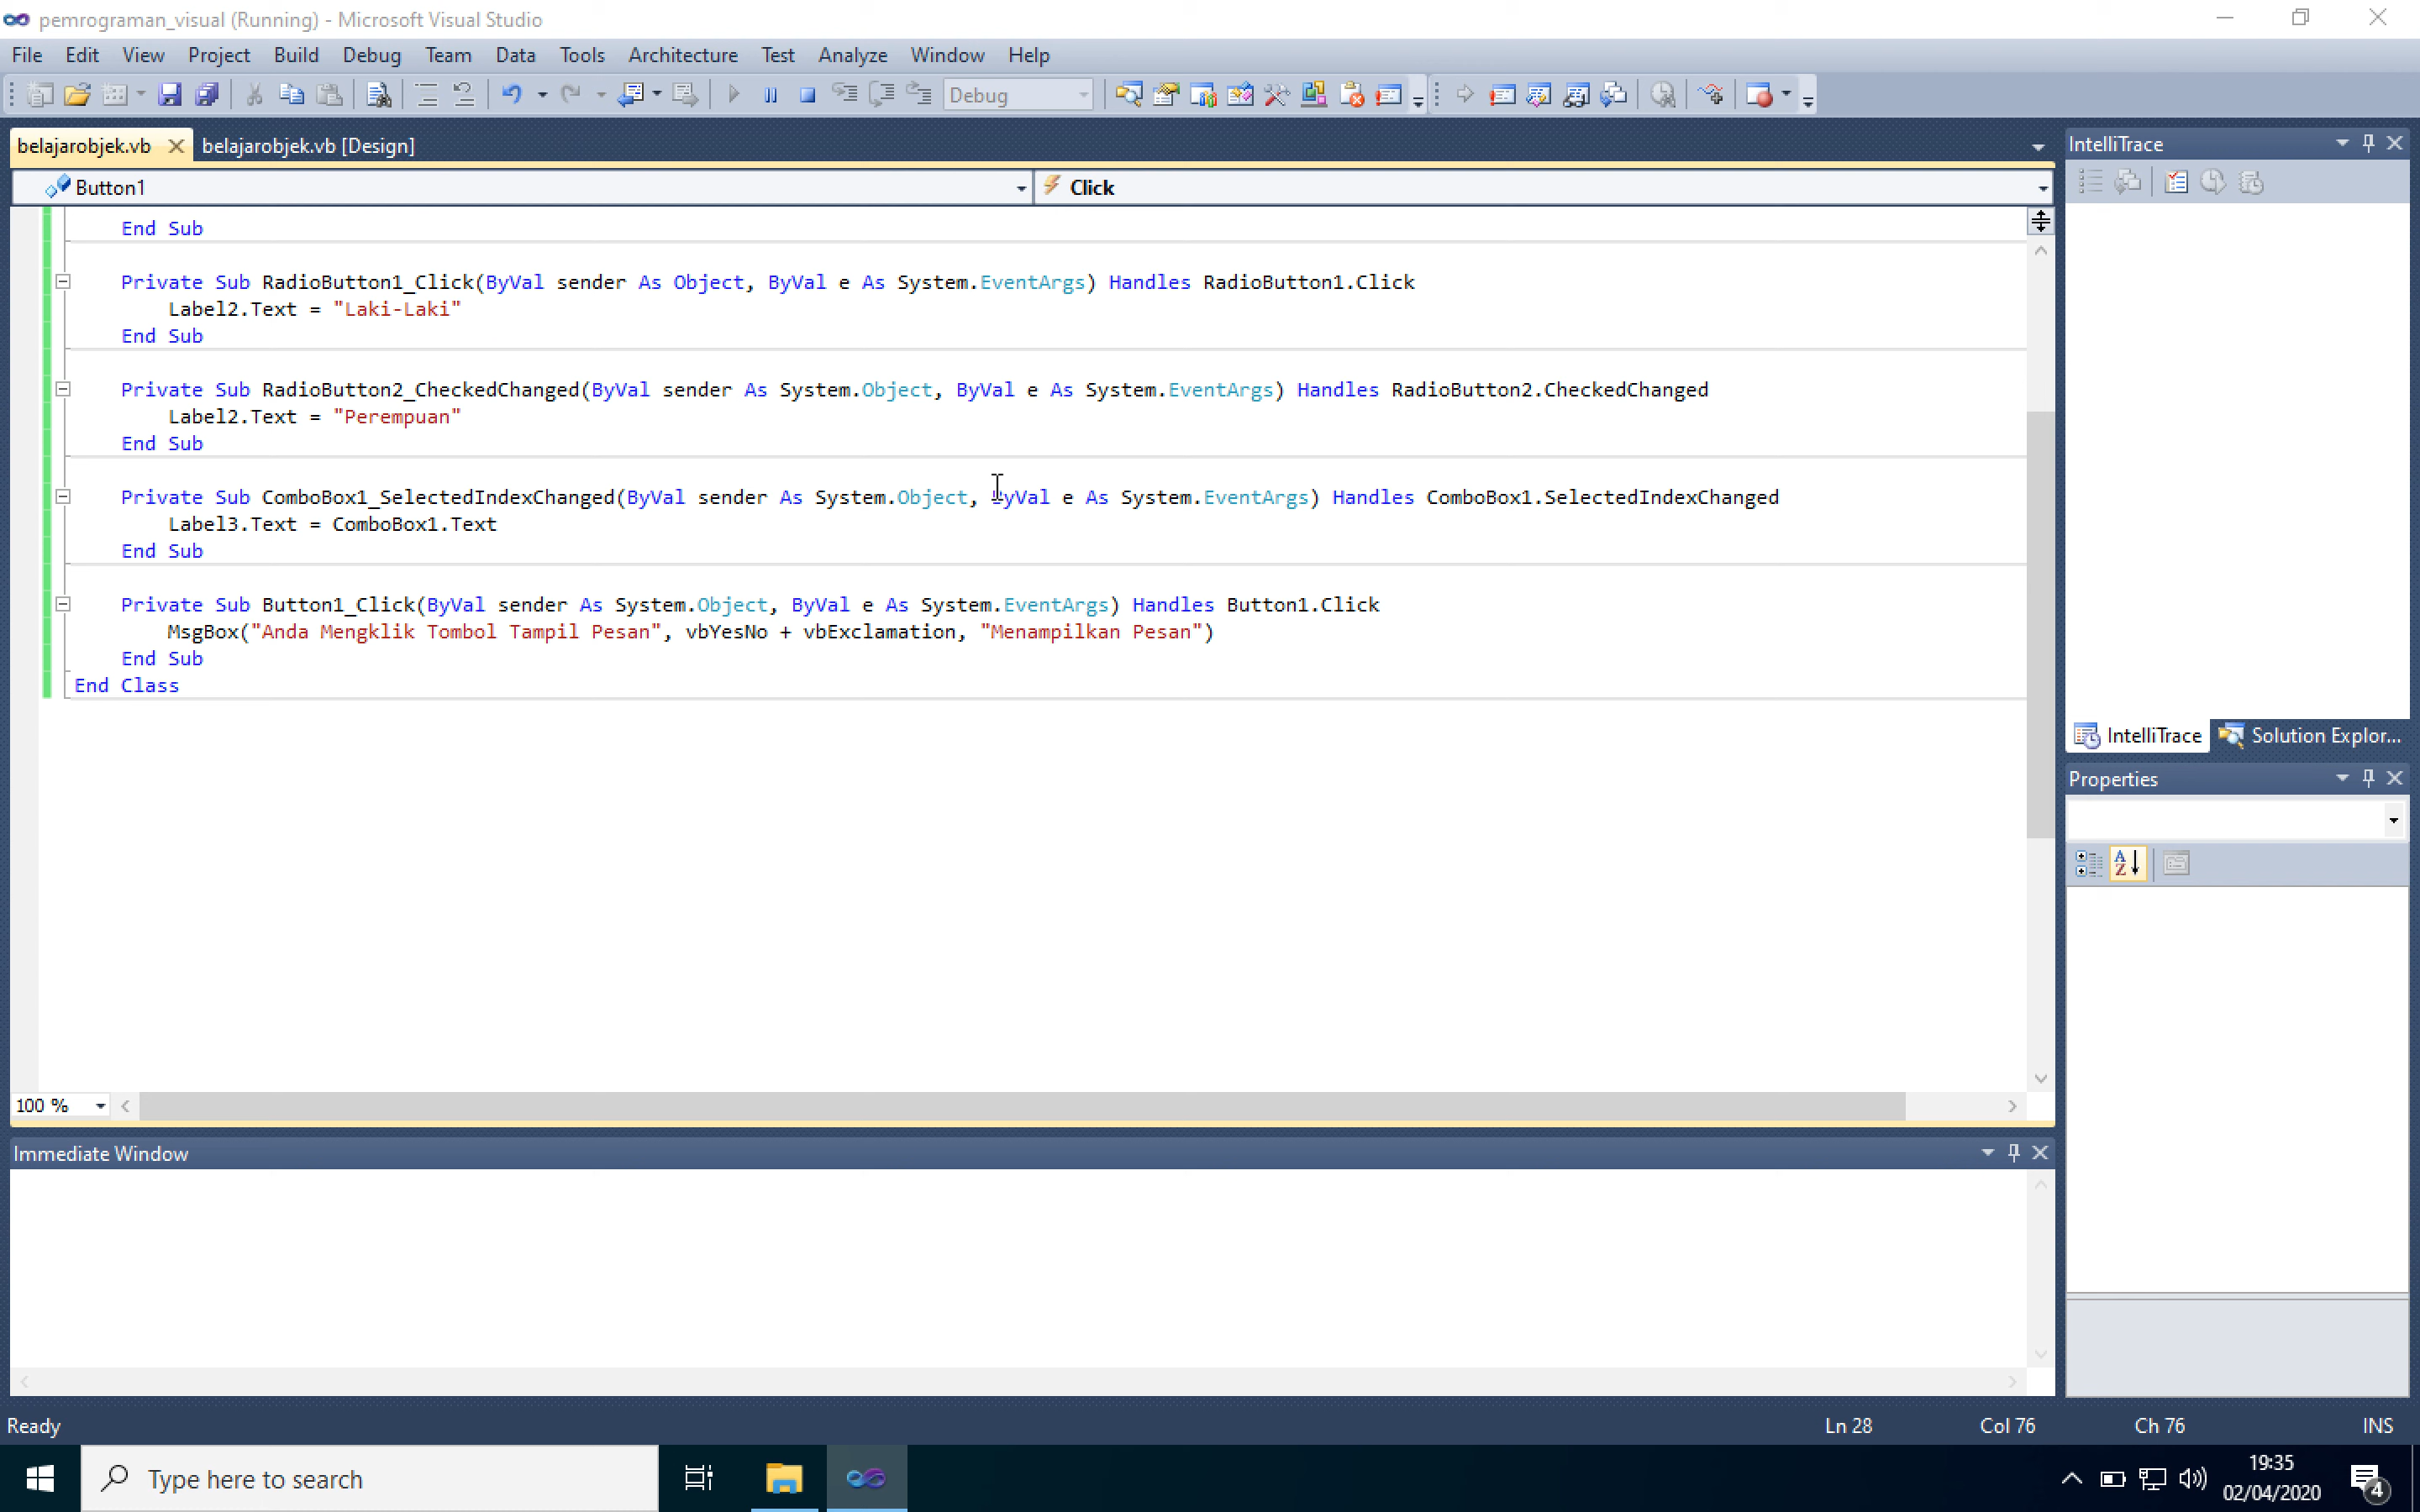 pemrograman_visual (Running) - Microsoft Visual Studio
File Edit View Project Build Debug Team Data Tools Architecture Test Analyze Window Help
Debug
belajarobjek.vb belajarobjek.vb [Design]
IntelliTrace
Button1 Click
End Sub
Private Sub RadioButton1_Click(ByVal sender As Object, ByVal e As System.EventArgs) Handles RadioButton1.Click
Label2.Text = "Laki-Laki"
End Sub
Private Sub RadioButton2_CheckedChanged(ByVal sender As System.Object, ByVal e As System.EventArgs) Handles RadioButton2.CheckedChanged
Label2.Text = "Perempuan"
End Sub
Private Sub ComboBox1_SelectedIndexChanged(ByVal sender As System.Object, ByVal e As System.EventArgs) Handles ComboBox1.SelectedIndexChanged
Label3.Text = ComboBox1.Text
End Sub
Private Sub Button1_Click(ByVal sender As System.Object, ByVal e As System.EventArgs) Handles Button1.Click
MsgBox("Anda Mengklik Tombol Tampil Pesan", vbYesNo + vbExclamation, "Menampilkan Pesan")
End Sub
End Class
IntelliTrace Solution Explor...
Properties
100 %
Immediate Window
Ready Ln 28 Col 76 Ch 76 INS
Type here to search
19:35
02/04/2020
4